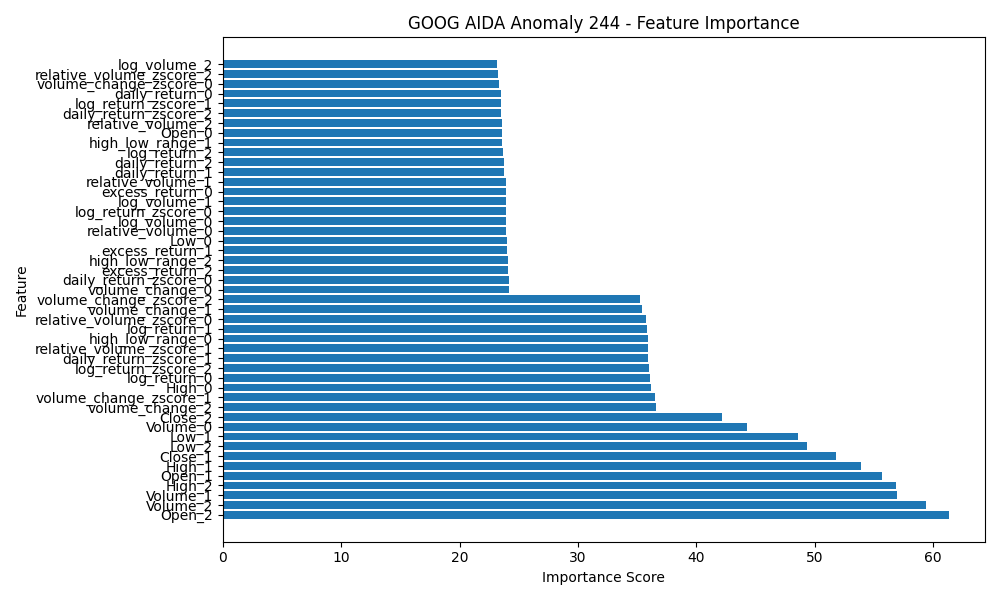 GOOG AIDA Anomaly 244 - Feature Importance
log_volume_2
relative_volume_zscore_2
volume_change_zscore_0
daily_return_0
log_return_zscore_1
daily_return_zscore_2
relative_volume_2
Open_0
high_low_range_1
log_return_2
daily_return_2
daily_return_1
relative_volume_1
excess_return_0
log_volume_1
log_return_zscore_0
log_volume_0
relative_volume_0
Low_0
excess_return_1
high_low_range_2
excess_return_2
daily_return_zscore_0
volume_change_0
volume_change_zscore_2
volume_change_1
relative_volume_zscore_0
log_return_1
high_low_range_0
relative_volume_zscore_1
daily_return_zscore_1
log_return_zscore_2
log_return_0
High_0
volume_change_zscore_1
volume_change_2
Close_2
Volume_0
Low_1
Low_2
Close_1
High_1
Open_1
High_2
Volume_1
Volume_2
Open_2
Feature
0 10 20 30 40 50 60
Importance Score